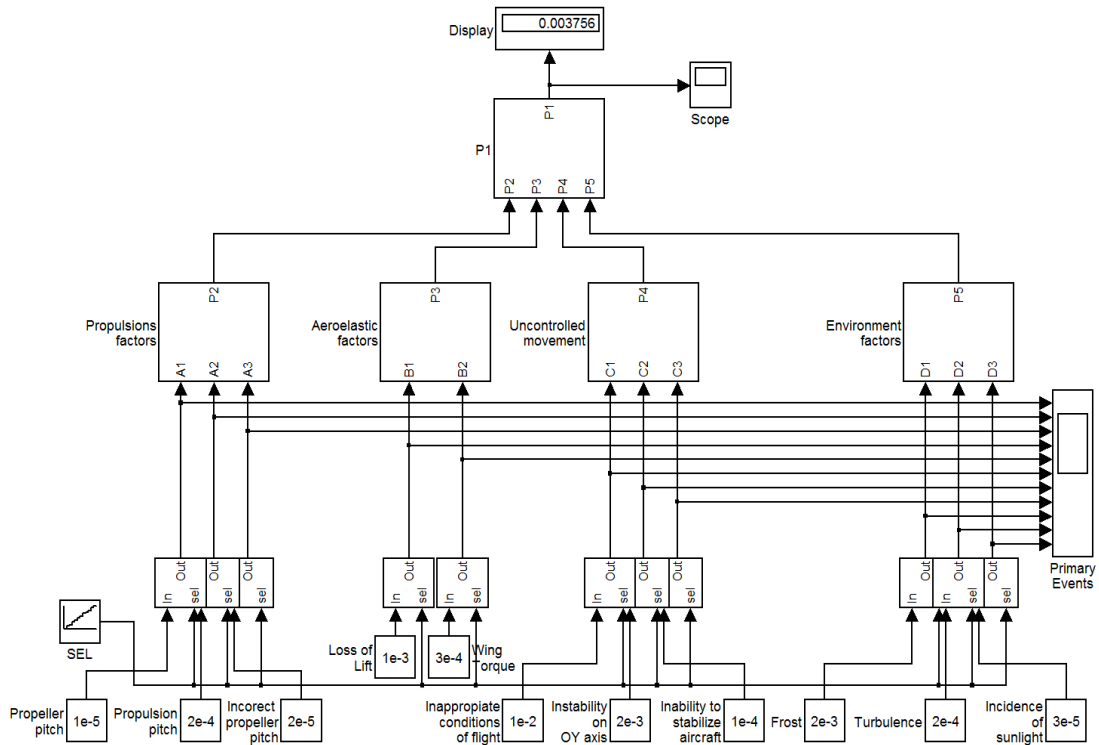 Display
0.003756
Scope
P1
P1
P2
P3
P4
P5
Propulsions
factors
P2
A1
A2
A3
Aeroelastic
factors
P3
B1
B2
Uncontrolled
movement
P4
C1
C2
C3
Environment
factors
P5
D1
D2
D3
Primary
Events
Out
Out
Out
In
sel
sel
sel
Out
Out
In
sel
In
sel
Out
Out
Out
In
sel
sel
sel
Out
Out
Out
In
In
sel
sel
SEL
Loss of
Lift
1e-3
3e-4
Wing
Torque
Propeller
pitch
1e-5
Propulsion
pitch
2e-4
Incorect
propeller
pitch
2e-5
Inappropiate
conditions
of flight
1e-2
Instability
on
OY axis
2e-3
Inability to
stabilize
aircraft
1e-4
Frost
2e-3
Turbulence
2e-4
Incidence
of
sunlight
3e-5